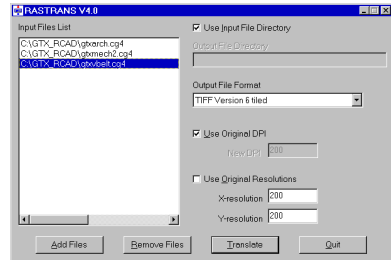 RASTRANS V4.0
Input Files List
C:\GTX_RCAD\gtxarch.cg4
C:\GTX_RCAD\gtxmech2.cg4
C:\GTX_RCAD\gtxvbelt.cg4
Use Input File Directory
Output File Directory
Output File Format
TIFF Version 6 tiled
Use Original DPI
New DPI 200
Use Original Resolutions
X-resolution 200
Y-resolution 200
Add Files Remove Files Translate Quit